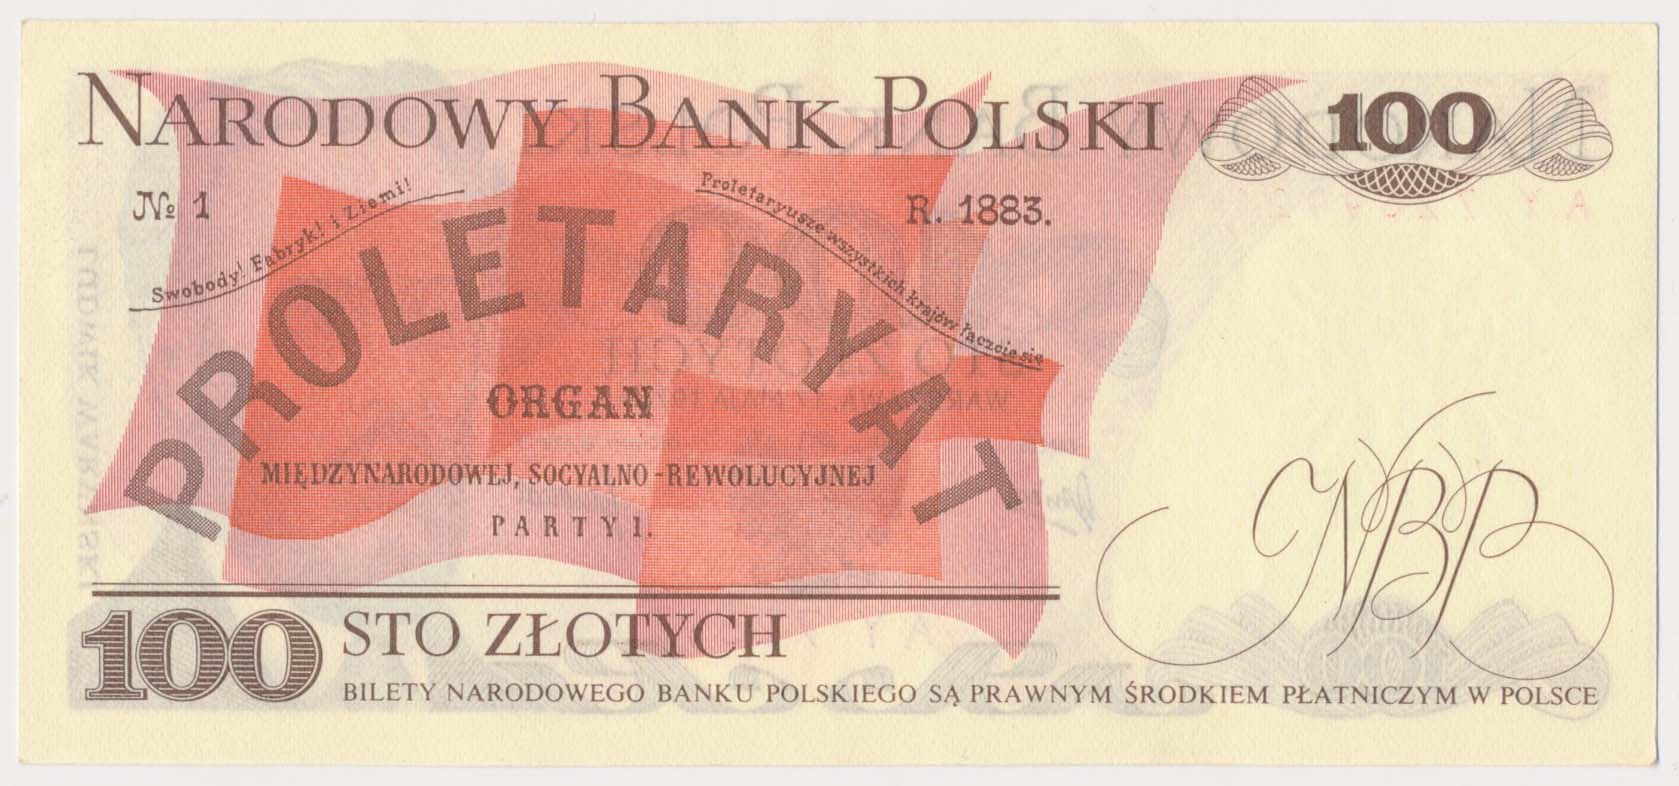 NARODOWY BANK POLSKI
100
№ 1
R. 1883.
Swobody! Fabryk! i Ziemi!
Proletaryusze wszystkich krajów łączcie się
PROLETARYAT
ORGAN
MIĘDZYNARODOWEJ, SOCYALNO-REWOLUCYJNEJ
PARTYI.
NBP
100 STO ZŁOTYCH
BILETY NARODOWEGO BANKU POLSKIEGO SĄ PRAWNYM ŚRODKIEM PŁATNICZYM W POLSCE